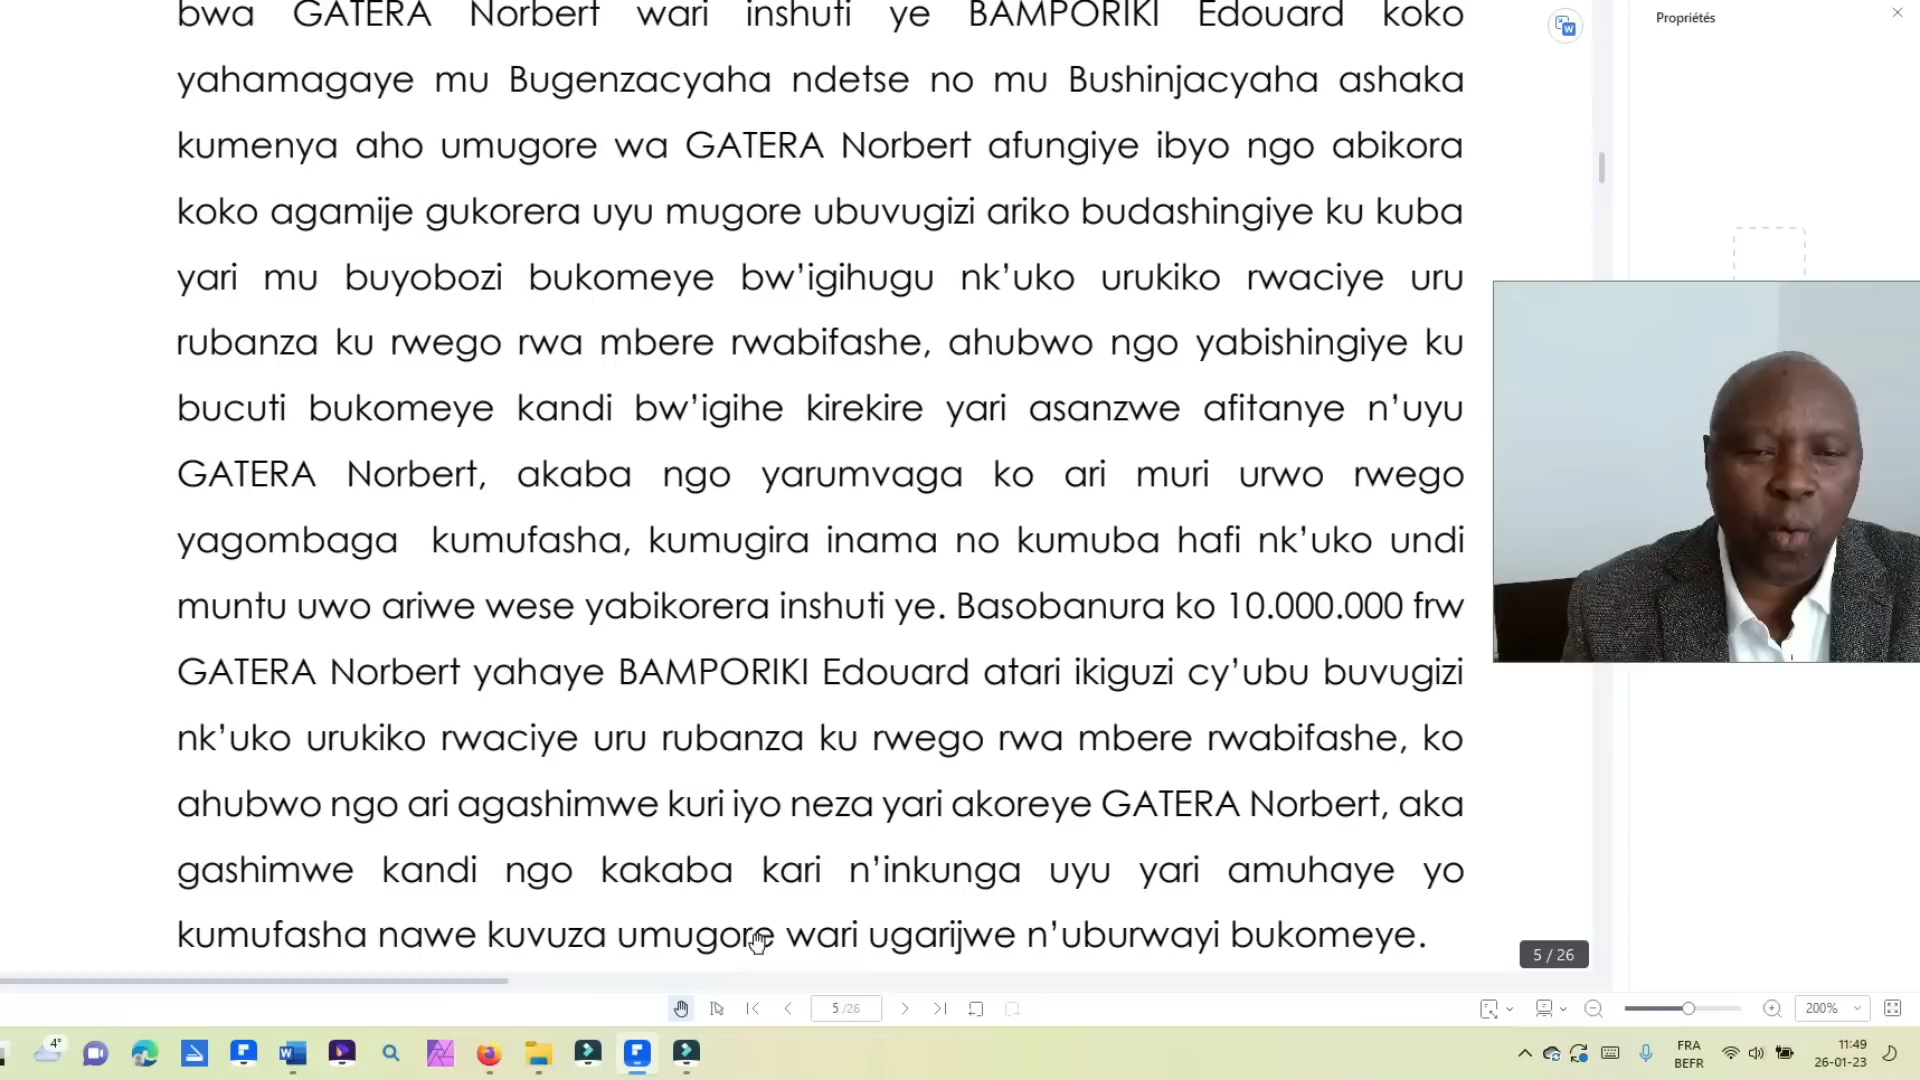 bwa GATERA Norbert wari inshuti ye BAMPORIKI Edouard koko
yahamagaye mu Bugenzacyaha ndetse no mu Bushinjacyaha ashaka
kumenya aho umugore wa GATERA Norbert afungiye ibyo ngo abikora
koko agamije gukorera uyu mugore ubuvugizi ariko budashingiye ku kuba
yari mu buyobozi bukomeye bw’igihugu nk’uko urukiko rwaciye uru
rubanza ku rwego rwa mbere rwabifashe, ahubwo ngo yabishingiye ku
bucuti bukomeye kandi bw’igihe kirekire yari asanzwe afitanye n’uyu
GATERA Norbert, akaba ngo yarumvaga ko ari muri urwo rwego
yagombaga kumufasha, kumugira inama no kumuba hafi nk’uko undi
muntu uwo ariwe wese yabikorera inshuti ye. Basobanura ko 10.000.000 frw
GATERA Norbert yahaye BAMPORIKI Edouard atari ikiguzi cy’ubu buvugizi
nk’uko urukiko rwaciye uru rubanza ku rwego rwa mbere rwabifashe, ko
ahubwo ngo ari agashimwe kuri iyo neza yari akoreye GATERA Norbert, aka
gashimwe kandi ngo kakaba kari n’inkunga uyu yari amuhaye yo
kumufasha nawe kuvuza umugore wari ugarijwe n’uburwayi bukomeye.
Propriétés
5 / 26
5 /26
200%
4°
FRA
BEFR
11:49
26-01-23